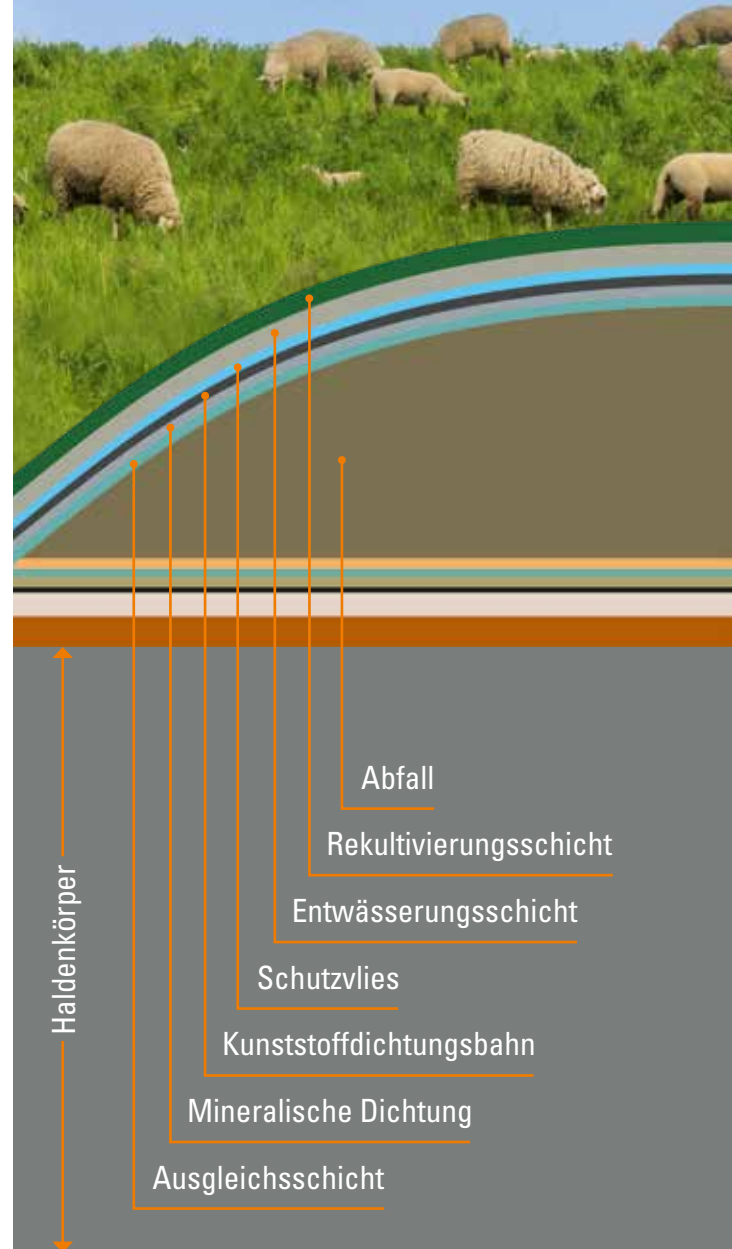 Abfall
Rekultivierungsschicht
Entwässerungsschicht
Schutzvlies
Kunststoffdichtungsbahn
Mineralische Dichtung
Ausgleichsschicht
Haldenkörper